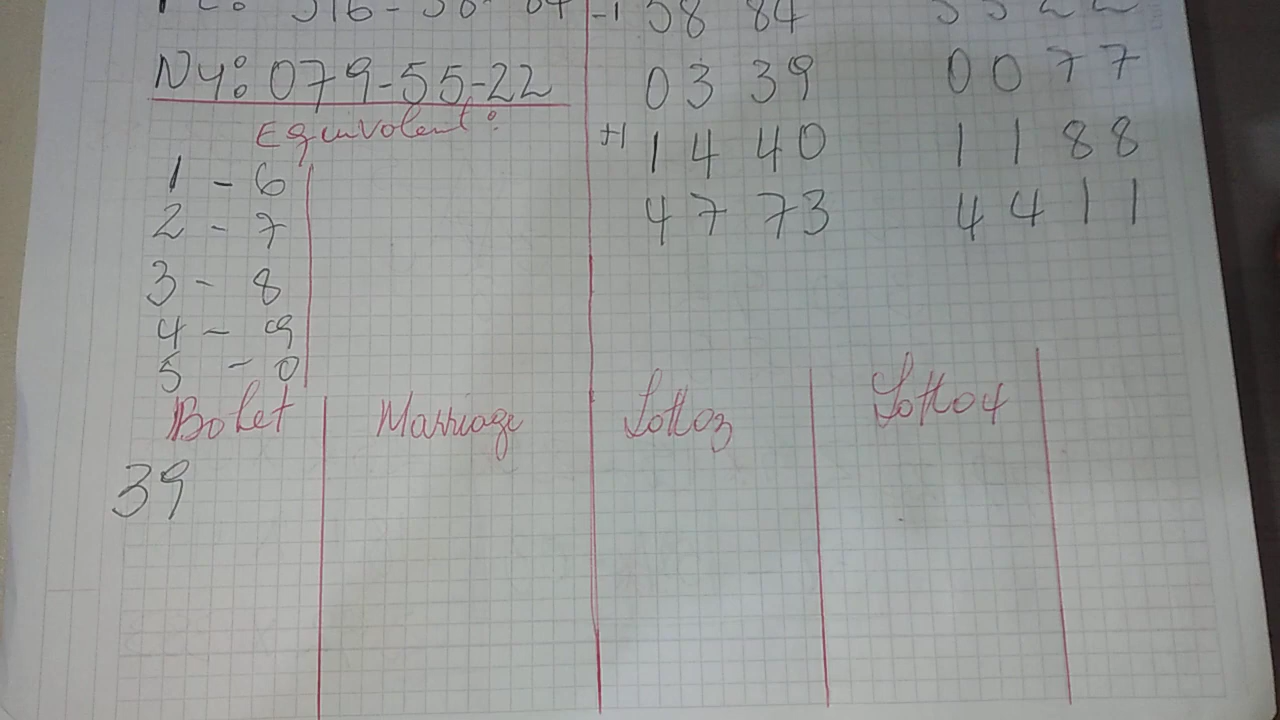 -1 58 84
Ny: 079-55-22
03 39 0077
Equivolent:
+1 14 40 1188
1 - 6
47 73 4411
2 - 7
3 - 8
4 - 9
5 - 0
Bolet Marriage Lotto3 Lotto4
39